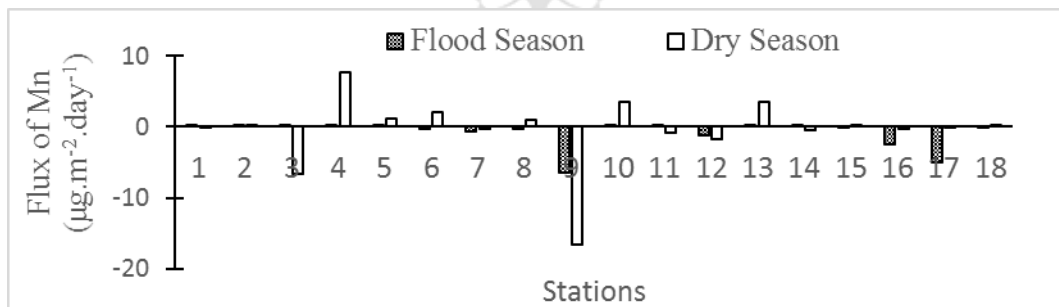 Flood Season Dry Season
Flux of Mn
(µg.m⁻².day⁻¹)
10
0
-10
-20
1 2 3 4 5 6 7 8 9 10 11 12 13 14 15 16 17 18
Stations